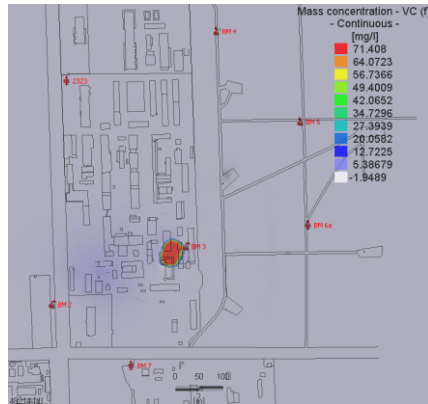 Mass concentration - VC (f
- Continuous -
[mg/l]
71.408
64.0723
56.7366
49.4009
42.0652
34.7296
27.3939
20.0582
12.7225
5.38679
-1.9489
BM 4
2323
BM 5
BM 6a
BM 3
BM 2
BM 7
0 50 100
[m]